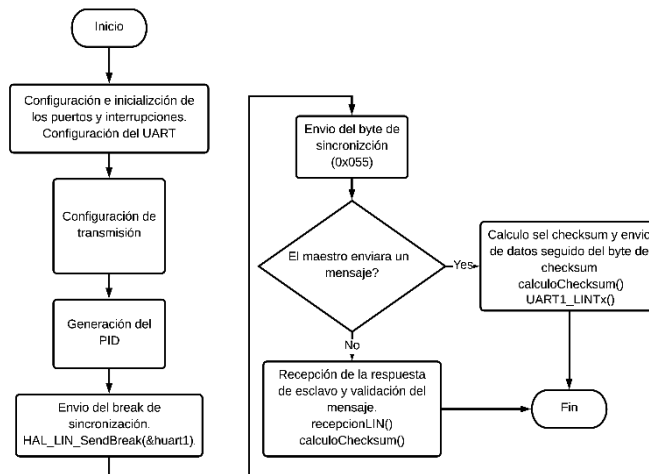 Inicio
Configuración e inicialización de
los puertos y interrupciones.
Configuración del UART
Configuración de
transmisión
Generación del
PID
Envio del break de
sincronización.
HAL_LIN_SendBreak(&huart1).
Envio del byte de
sincronizción
(0x055)
El maestro enviara un
mensaje?
Yes
No
Calculo sel checksum y envio
de datos seguido del byte de
checksum
calculoChecksum()
UART1_LINTx()
Recepción de la respuesta
de esclavo y validación del
mensaje.
recepcionLIN()
calculoChecksum()
Fin